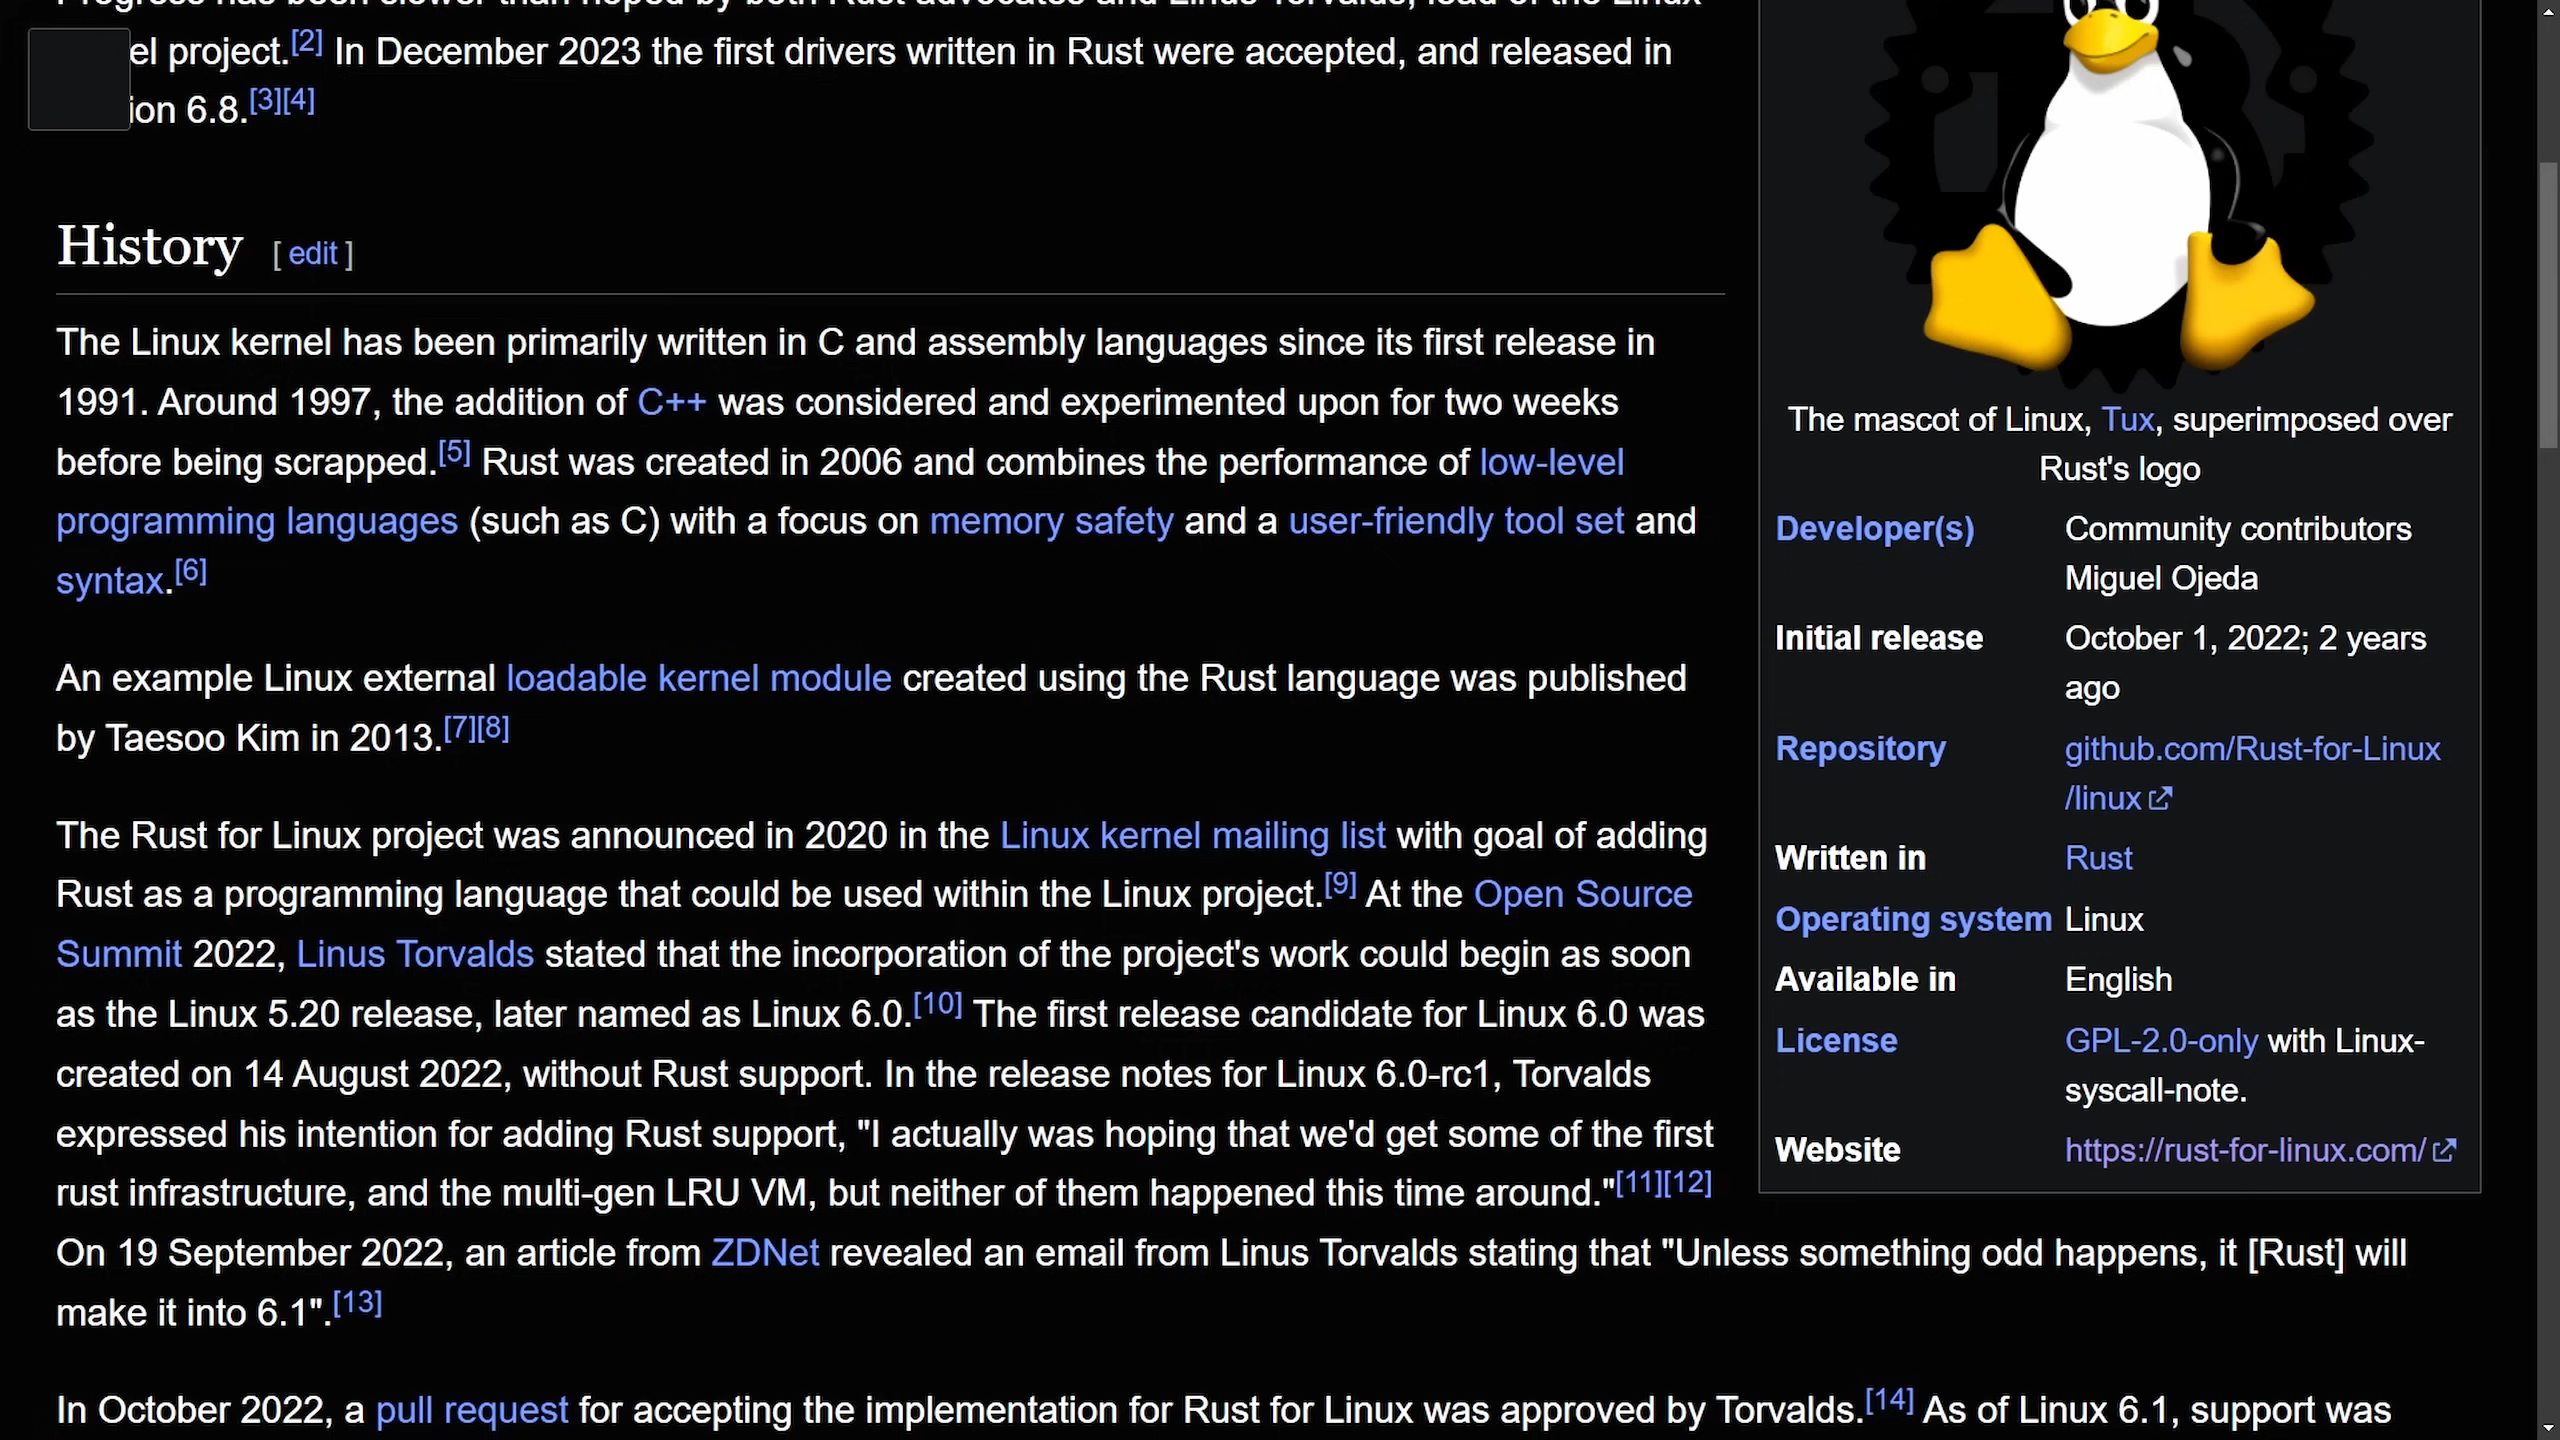 Progress has been slower than hoped by both Rust advocates and Linus Torvalds, lead of the Linux
el project.[2] In December 2023 the first drivers written in Rust were accepted, and released in
ion 6.8.[3][4]
History [ edit ]
The Linux kernel has been primarily written in C and assembly languages since its first release in
1991. Around 1997, the addition of C++ was considered and experimented upon for two weeks
before being scrapped.[5] Rust was created in 2006 and combines the performance of low-level
programming languages (such as C) with a focus on memory safety and a user-friendly tool set and
syntax.[6]
An example Linux external loadable kernel module created using the Rust language was published
by Taesoo Kim in 2013.[7][8]
The Rust for Linux project was announced in 2020 in the Linux kernel mailing list with goal of adding
Rust as a programming language that could be used within the Linux project.[9] At the Open Source
Summit 2022, Linus Torvalds stated that the incorporation of the project's work could begin as soon
as the Linux 5.20 release, later named as Linux 6.0.[10] The first release candidate for Linux 6.0 was
created on 14 August 2022, without Rust support. In the release notes for Linux 6.0-rc1, Torvalds
expressed his intention for adding Rust support, "I actually was hoping that we'd get some of the first
rust infrastructure, and the multi-gen LRU VM, but neither of them happened this time around."[11][12]
On 19 September 2022, an article from ZDNet revealed an email from Linus Torvalds stating that "Unless something odd happens, it [Rust] will
make it into 6.1".[13]
In October 2022, a pull request for accepting the implementation for Rust for Linux was approved by Torvalds.[14] As of Linux 6.1, support was
The mascot of Linux, Tux, superimposed over
Rust's logo
Developer(s) Community contributors
Miguel Ojeda
Initial release October 1, 2022; 2 years
ago
Repository github.com/Rust-for-Linux
/linux
Written in Rust
Operating system Linux
Available in English
License GPL-2.0-only with Linux-
syscall-note.
Website https://rust-for-linux.com/